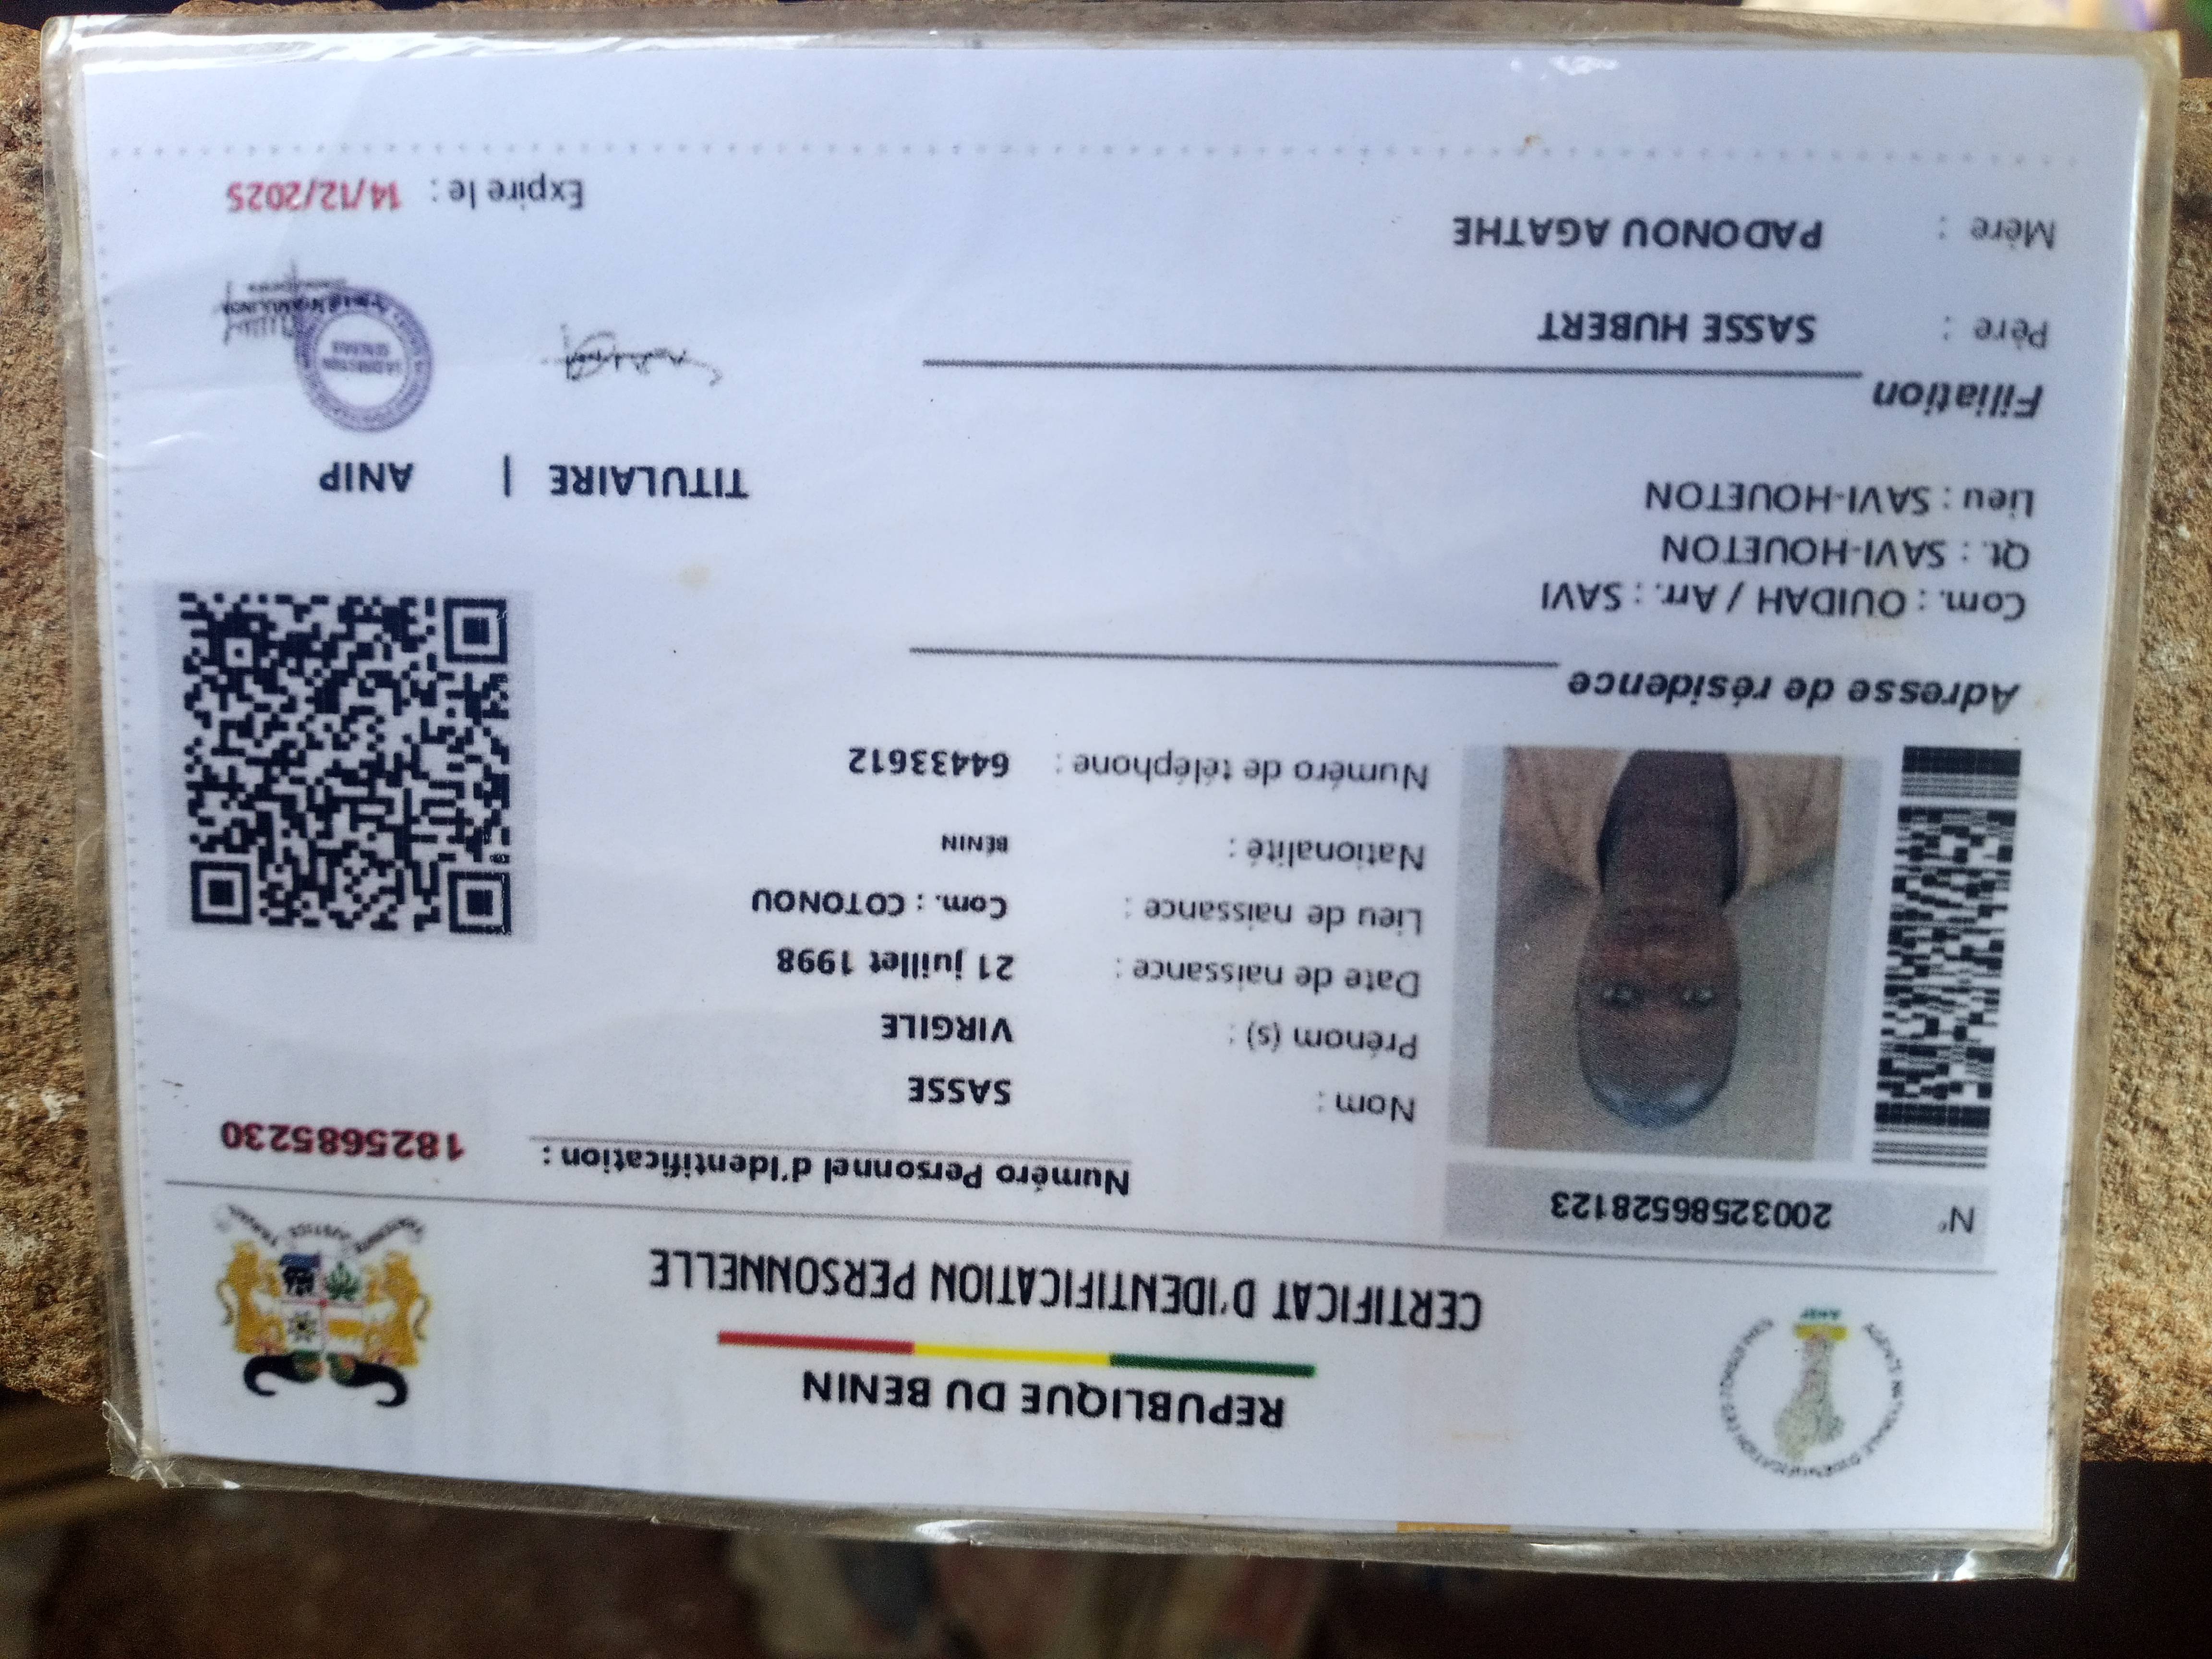 REPUBLIQUE DU BENIN
CERTIFICAT D'IDENTIFICATION PERSONNELLE
N° 20032586528123
Numéro Personnel d'Identification : 1825685230
Nom : SASSE
Prénom (s) : VIRGILE
Date de naissance : 21 juillet 1998
Lieu de naissance : Com. : COTONOU
Nationalité : BENIN
Numéro de téléphone : 64433612
Adresse de résidence
Com. : OUIDAH / Arr. : SAVI
Qt. : SAVI-HOUETON
Lieu : SAVI-HOUETON
TITULAIRE | ANIP
Filiation
Père : SASSE HUBERT
Mère : PADONOU AGATHE
Expire le : 14/12/2025